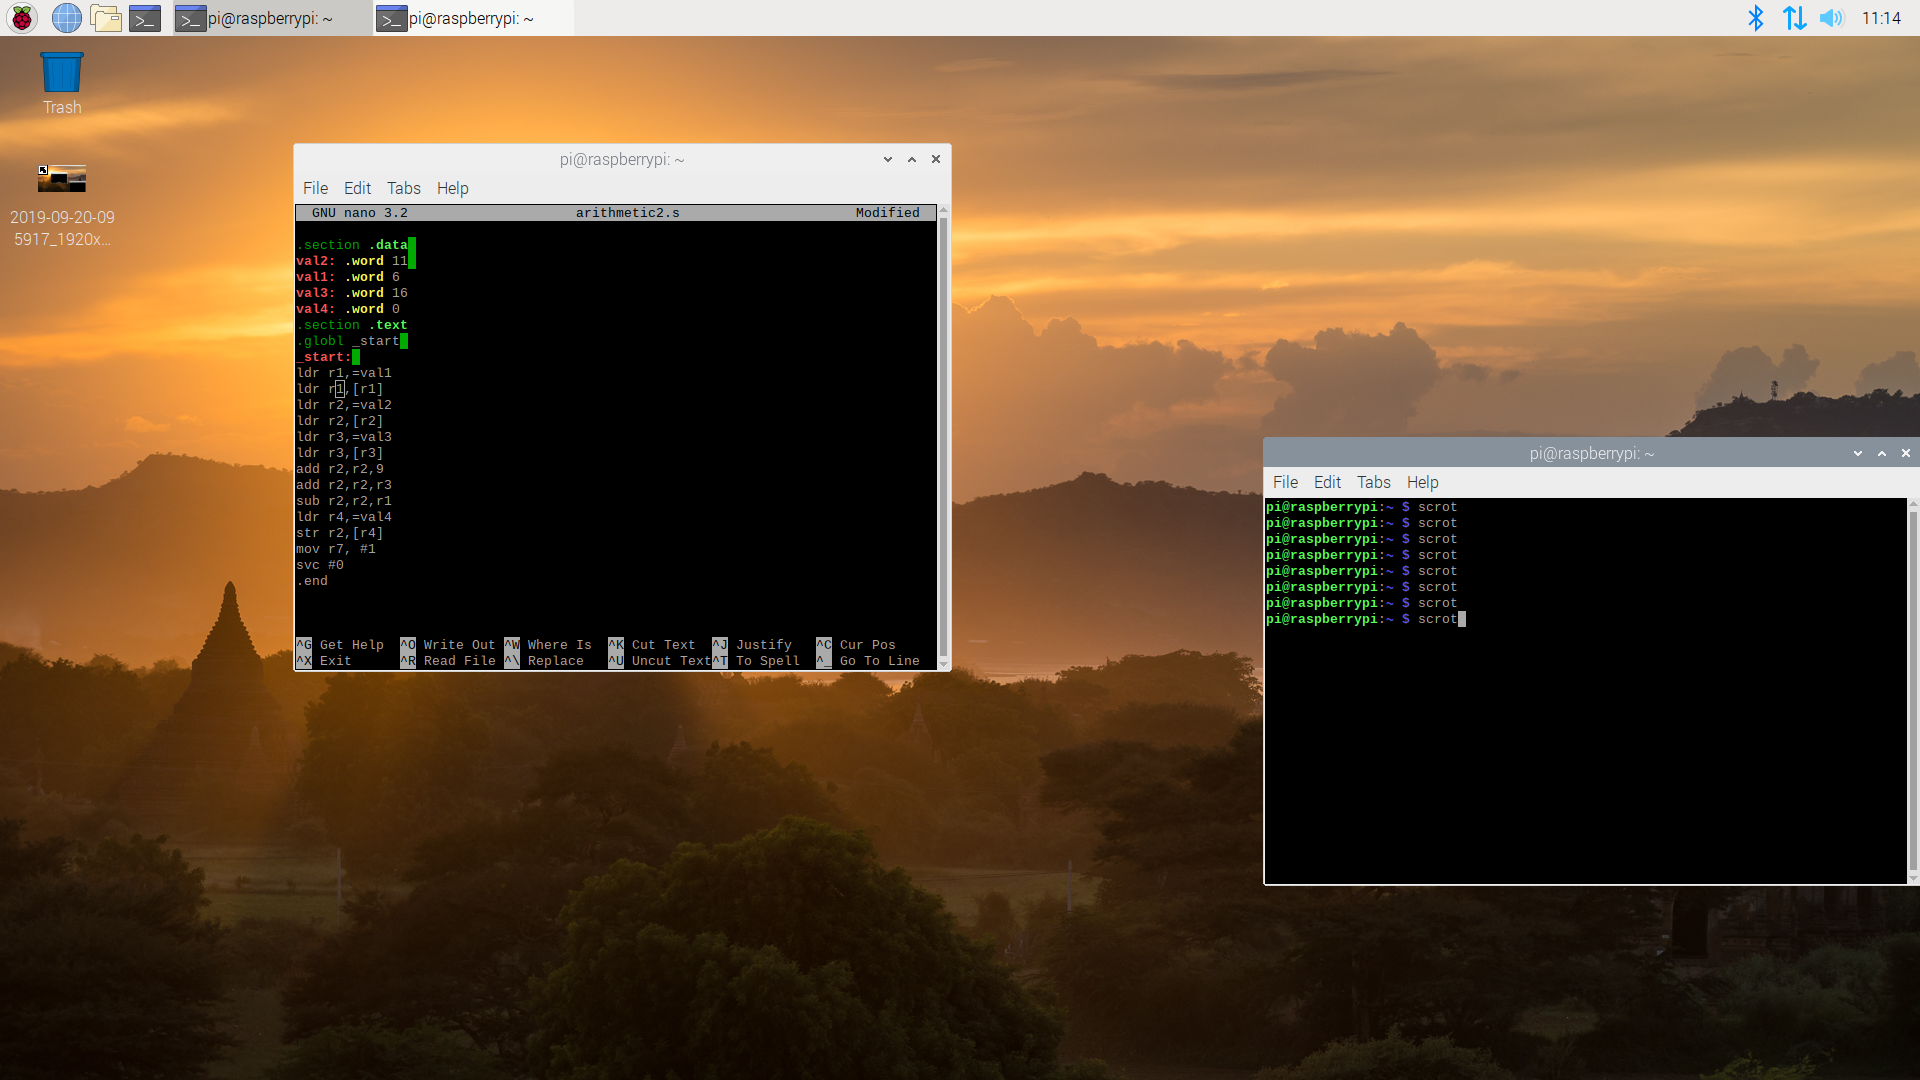 pi@raspberrypi: ~
pi@raspberrypi: ~
11:14
Trash
2019-09-20-09
5917_1920x...
pi@raspberrypi: ~
File Edit Tabs Help
GNU nano 3.2 arithmetic2.s Modified
.section .data
val2: .word 11
val1: .word 6
val3: .word 16
val4: .word 0
.section .text
.globl _start
_start:
ldr r1,=val1
ldr r1,[r1]
ldr r2,=val2
ldr r2,[r2]
ldr r3,=val3
ldr r3,[r3]
add r2,r2,9
add r2,r2,r3
sub r2,r2,r1
ldr r4,=val4
str r2,[r4]
mov r7, #1
svc #0
.end
^G Get Help ^O Write Out ^W Where Is ^K Cut Text ^J Justify ^C Cur Pos
^X Exit ^R Read File ^\ Replace ^U Uncut Text ^T To Spell ^_ Go To Line
pi@raspberrypi: ~
File Edit Tabs Help
pi@raspberrypi:~ $ scrot
pi@raspberrypi:~ $ scrot
pi@raspberrypi:~ $ scrot
pi@raspberrypi:~ $ scrot
pi@raspberrypi:~ $ scrot
pi@raspberrypi:~ $ scrot
pi@raspberrypi:~ $ scrot
pi@raspberrypi:~ $ scrot